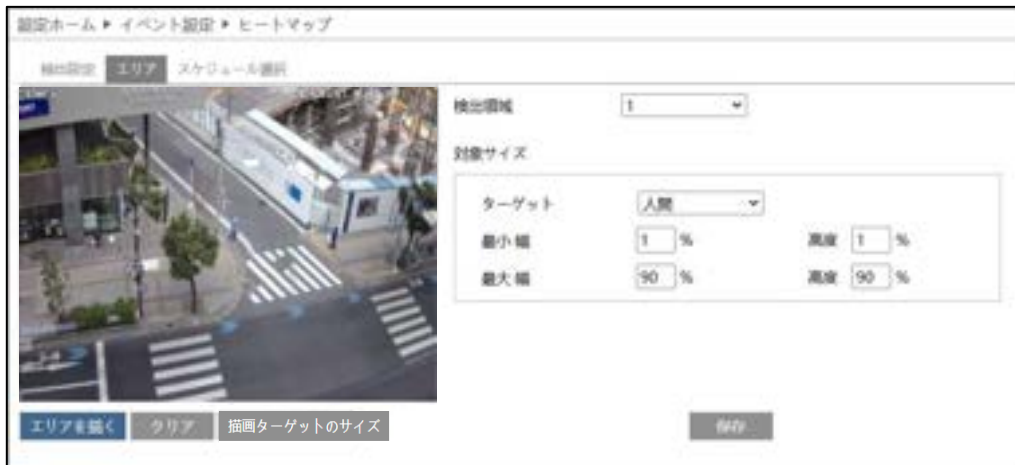 設定ホーム ▶ イベント設定 ▶ ヒートマップ
検出設定 エリア スケジュール選択
検出領域 1
対象サイズ
ターゲット 人間
最小 幅 1 % 高度 1 %
最大 幅 90 % 高度 90 %
エリアを描く クリア 描画ターゲットのサイズ 保存